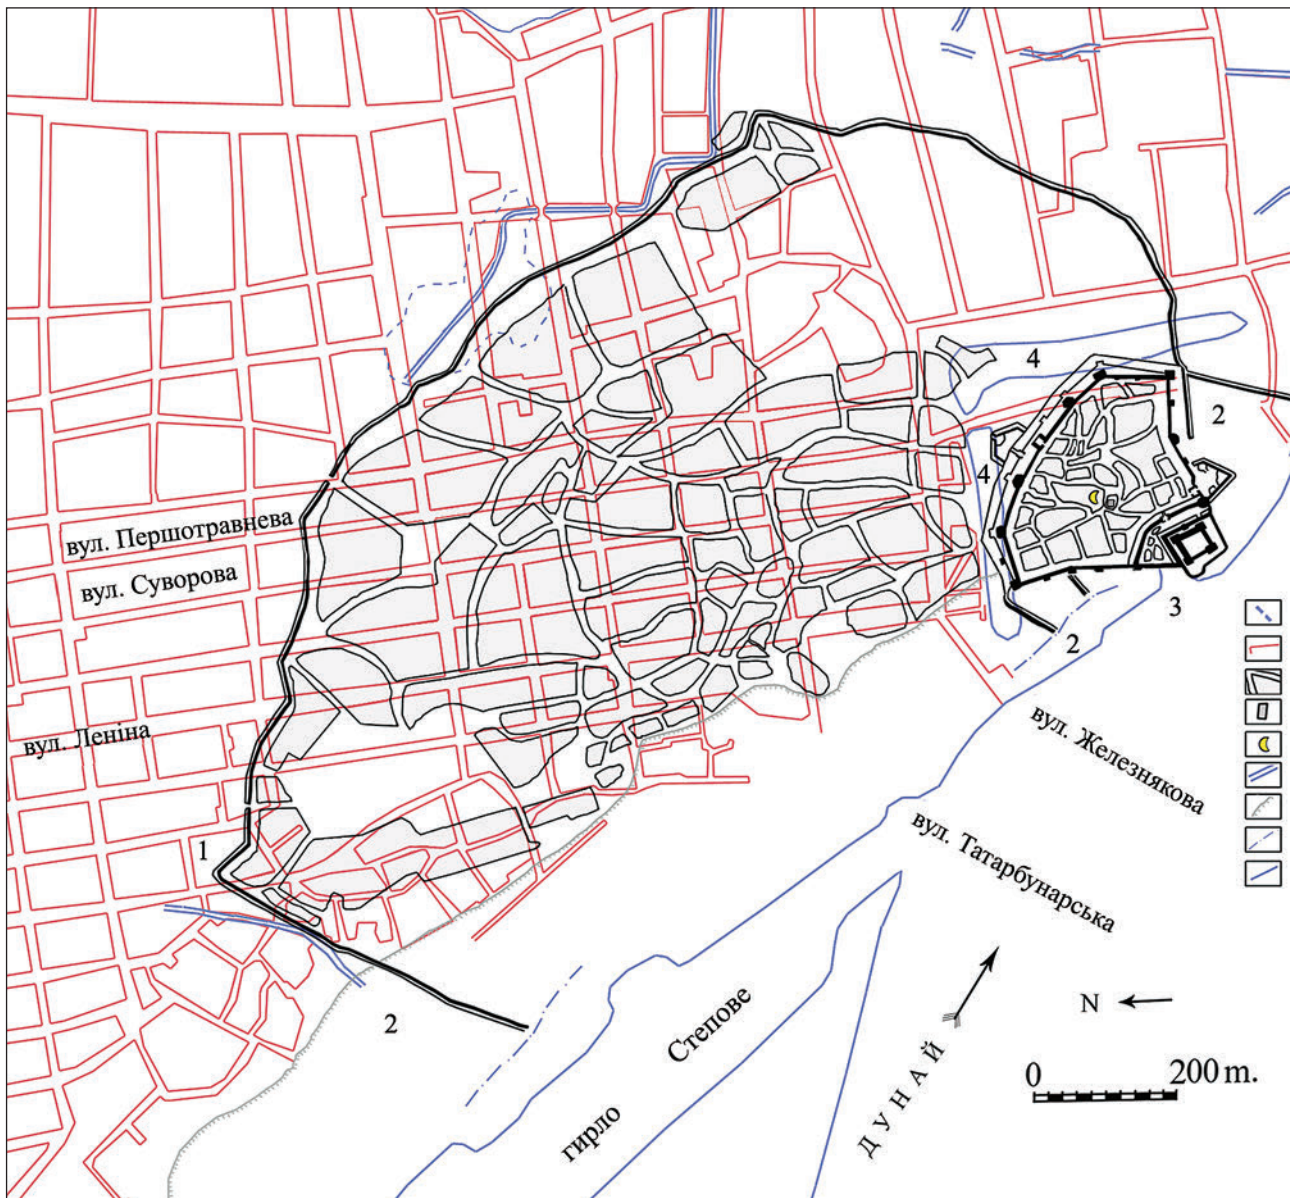 4
2
4
вул. Першотравнева
вул. Суворова
3
2
вул. Леніна
вул. Железнякова
1
вул. Татарбунарська
2
Степове
гирло
ДУНАЙ
N
0 200 m.